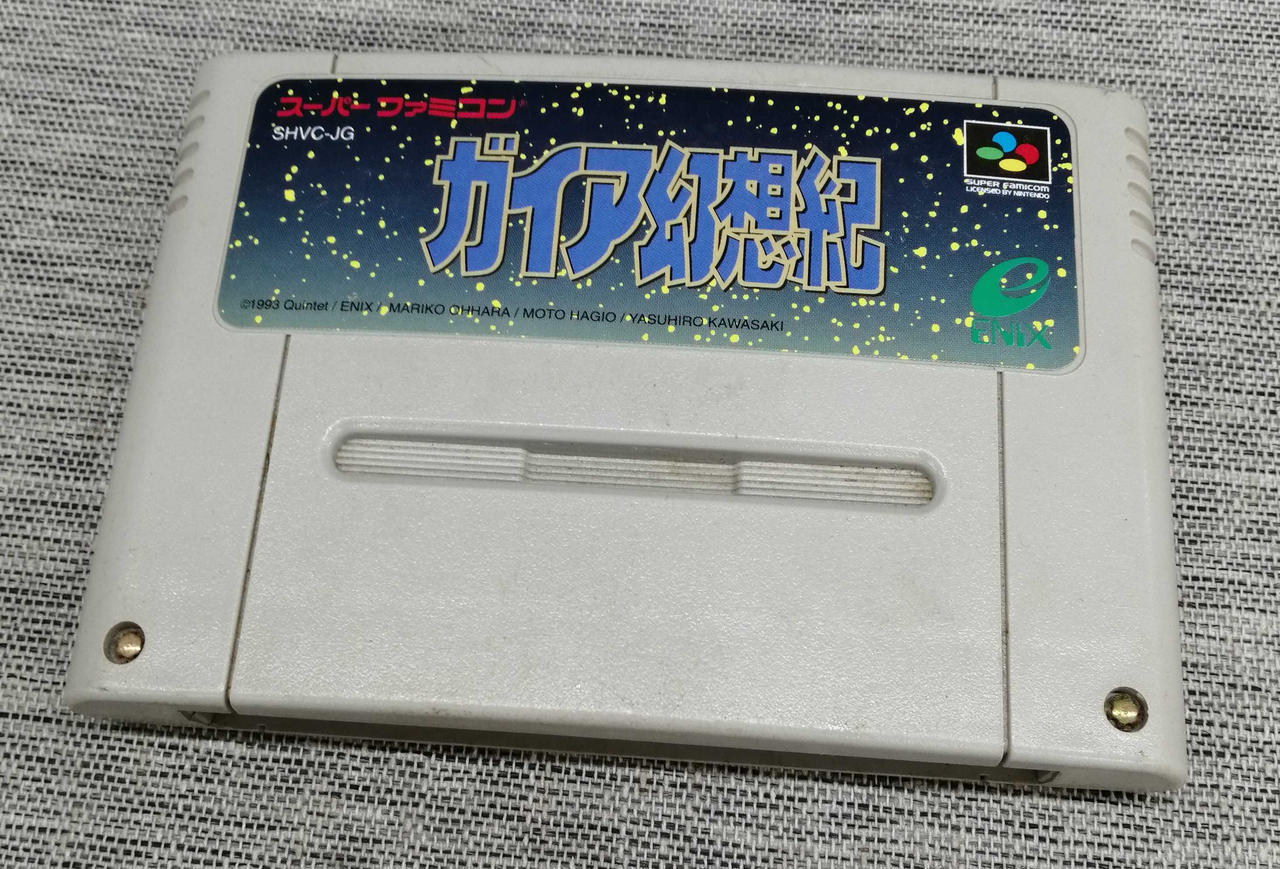 スーパーファミコン®
SHVC-JG
ガイア幻想紀
SUPER FAMICOM
LICENSED BY NINTENDO
©1993 Quintet / ENIX / MARIKO OHHARA / MOTO HAGIO / YASUHIRO KAWASAKI
e
ENIX